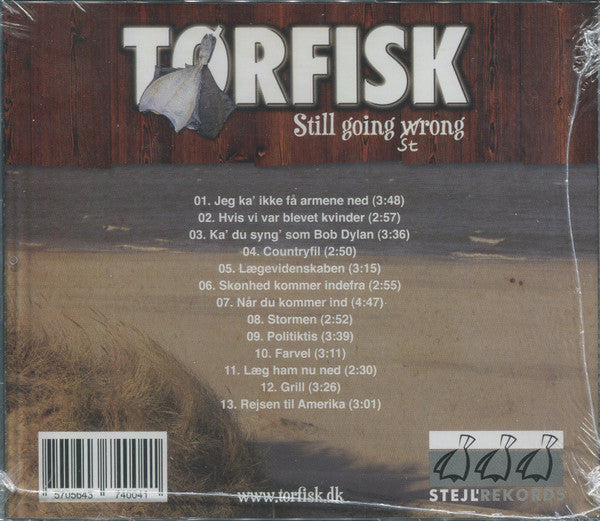 TØRFISK
Still going wrong
St
01. Jeg ka' ikke få armene ned (3:48)
02. Hvis vi var blevet kvinder (2:57)
03. Ka' du syng' som Bob Dylan (3:36)
04. Countryfil (2:50)
05. Lægevidenskaben (3:15)
06. Skønhed kommer indefra (2:55)
07. Når du kommer ind (4:47)
08. Stormen (2:52)
09. Politiktis (3:39)
10. Farvel (3:11)
11. Læg ham nu ned (2:30)
12. Grill (3:26)
13. Rejsen til Amerika (3:01)
5 705643 740041
www.torfisk.dk
STEJL'REKORDS